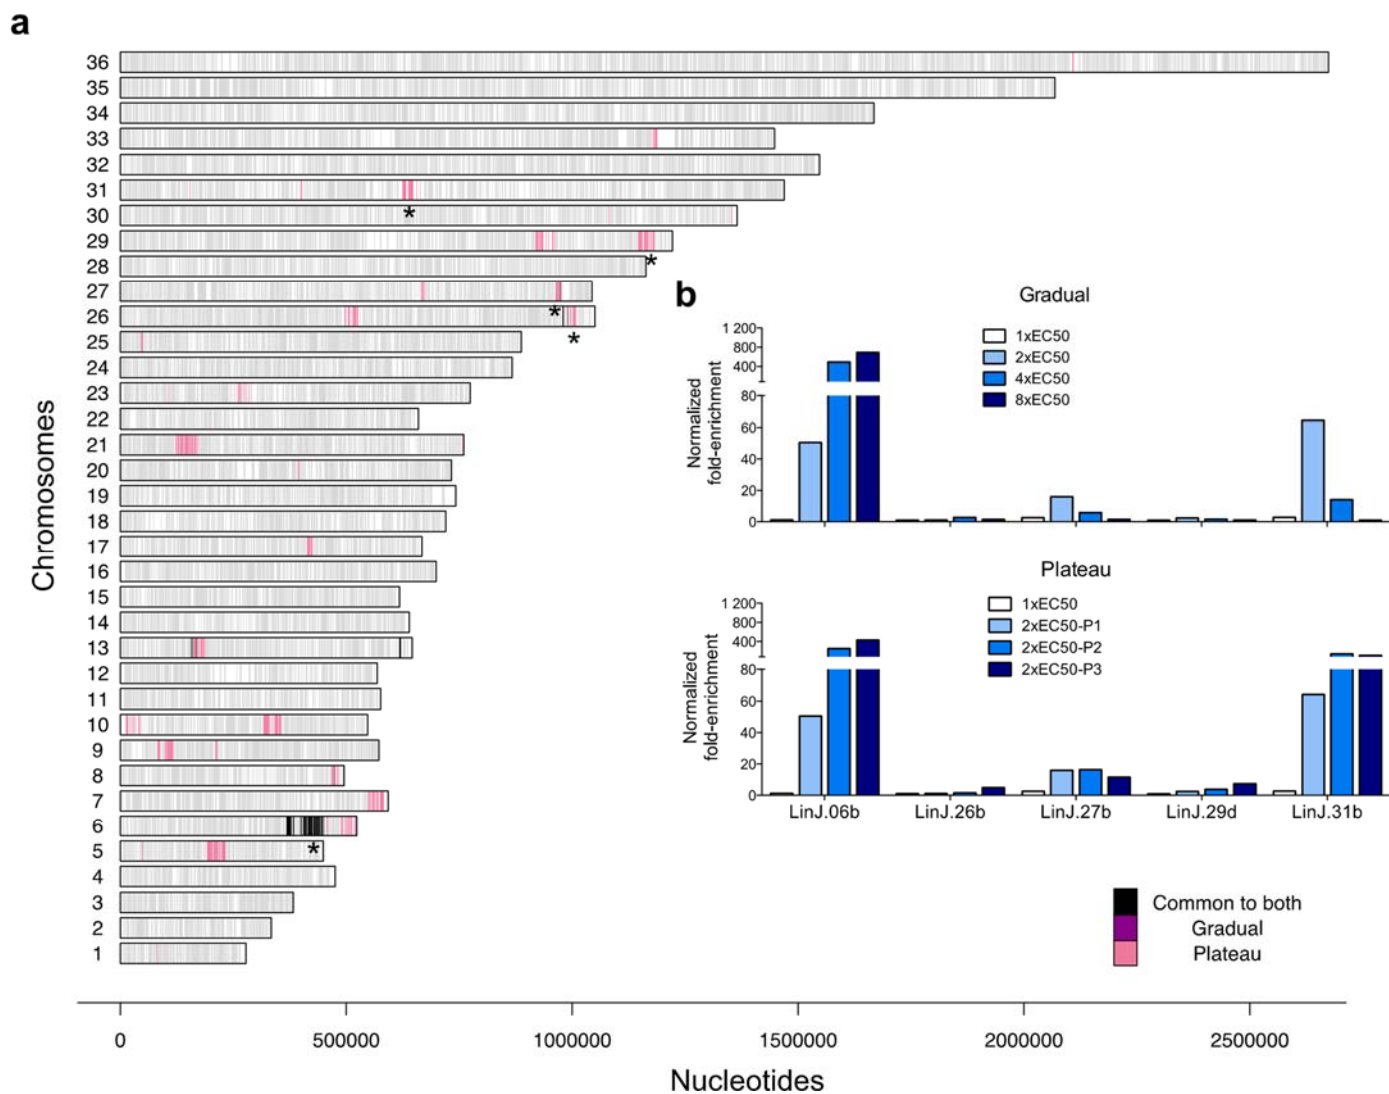 a
36
35
34
33
32
31
30
*
29
28
*
27
26
*
25
*
24
23
22
21
20
19
18
17
16
15
14
13
12
11
10
9
8
7
6
5
*
4
3
2
1
Chromosomes
0 500000 1000000 1500000 2000000 2500000
Nucleotides
b
Gradual
1 200
800
400
80
60
40
20
0
Normalized
fold-enrichment
1xEC50
2xEC50
4xEC50
8xEC50
Plateau
1 200
800
400
80
60
40
20
0
Normalized
fold-enrichment
1xEC50
2xEC50-P1
2xEC50-P2
2xEC50-P3
LinJ.06b LinJ.26b LinJ.27b LinJ.29d LinJ.31b
Common to both
Gradual
Plateau